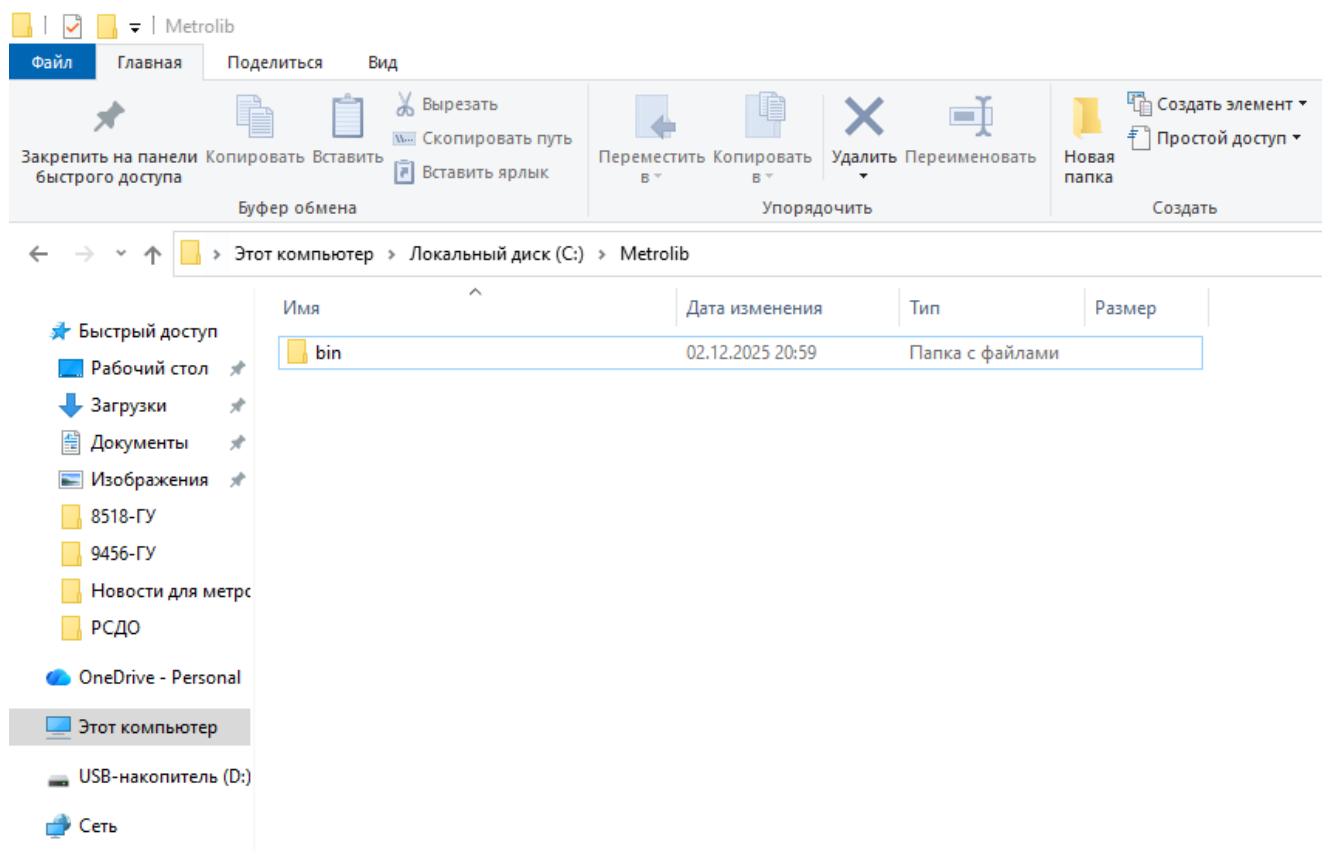 Metrolib
Файл Главная Поделиться Вид
Закрепить на панели быстрого доступа
Копировать
Вставить
Вырезать
Скопировать путь
Вставить ярлык
Буфер обмена
Переместить в
Копировать в
Удалить
Переименовать
Упорядочить
Новая папка
Создать элемент
Простой доступ
Создать
Этот компьютер > Локальный диск (C:) > Metrolib
Имя Дата изменения Тип Размер
bin 02.12.2025 20:59 Папка с файлами
Быстрый доступ
Рабочий стол
Загрузки
Документы
Изображения
8518-ГУ
9456-ГУ
Новости для метро
РСДО
OneDrive - Personal
Этот компьютер
USB-накопитель (D:)
Сеть